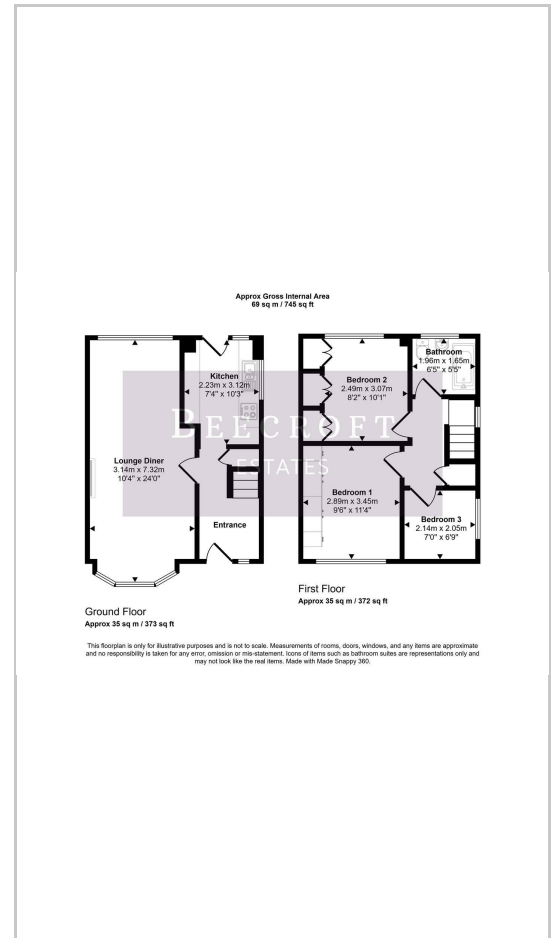 Approx Gross Internal Area
69 sq m / 745 sq ft
Kitchen
2.23m x 3.12m
7'4" x 10'3"
Lounge Diner
3.14m x 7.32m
10'4" x 24'0"
Entrance
Ground Floor
Approx 35 sq m / 373 sq ft
Bathroom
1.96m x 1.65m
6'5" x 5'5"
Bedroom 2
2.49m x 3.07m
8'2" x 10'1"
Bedroom 1
2.89m x 3.45m
9'6" x 11'4"
Bedroom 3
2.14m x 2.05m
7'0" x 6'9"
First Floor
Approx 35 sq m / 372 sq ft
BEECROFT
ESTATES
This floorplan is only for illustrative purposes and is not to scale. Measurements of rooms, doors, windows, and any items are approximate
and no responsibility is taken for any error, omission or mis-statement. Icons of items such as bathroom suites are representations only and
may not look like the real items. Made with Made Snappy 360.